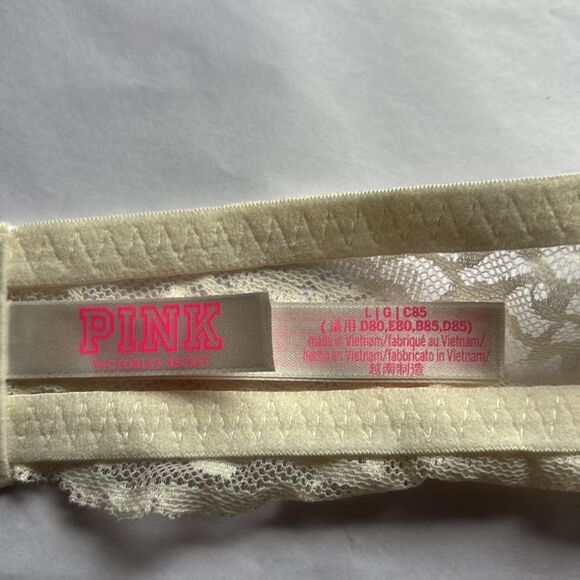 PINK
VICTORIA'S SECRET
L | G | C85
(适用 D80,E80,B85,D85)
made in Vietnam/fabriqué au Vietnam/
Hecho en Vietnam/fabbricato in Vietnam/
越南制造